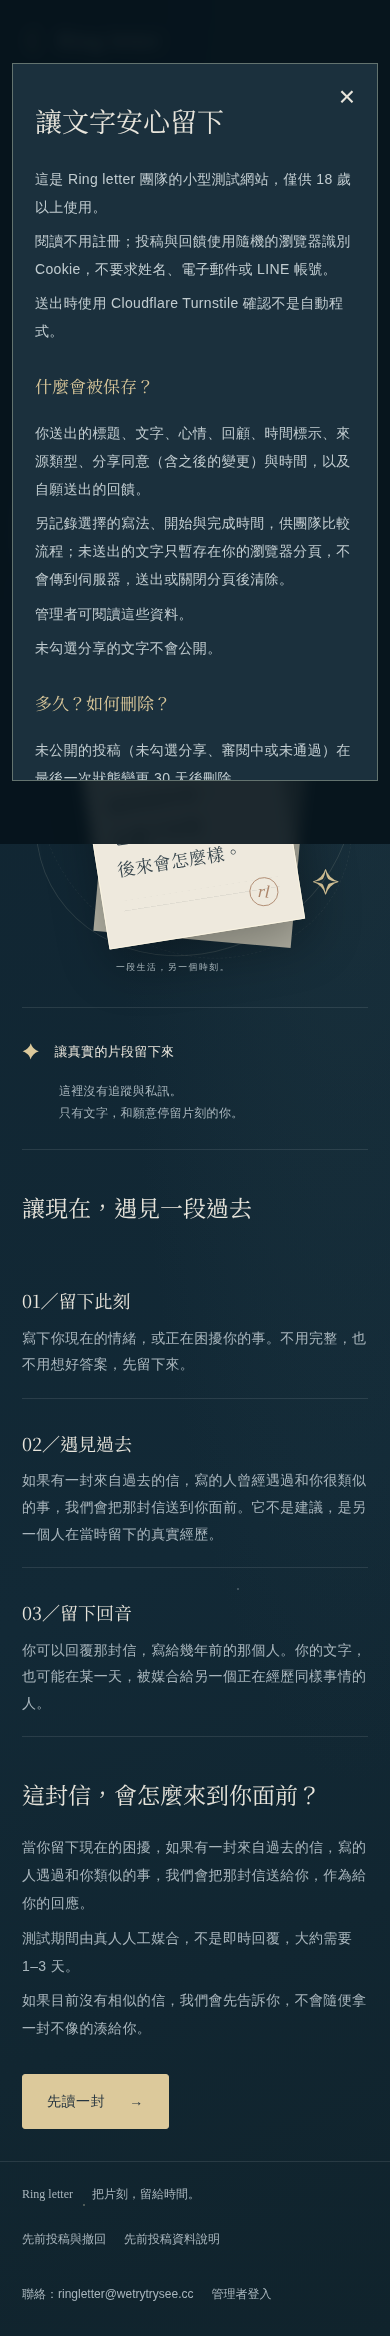 ✕
讓文字安心留下
這是 Ring letter 團隊的小型測試網站，僅供 18 歲
以上使用。
閱讀不用註冊；投稿與回饋使用隨機的瀏覽器識別
Cookie，不要求姓名、電子郵件或 LINE 帳號。
送出時使用 Cloudflare Turnstile 確認不是自動程
式。
什麼會被保存？
你送出的標題、文字、心情、回顧、時間標示、來
源類型、分享同意（含之後的變更）與時間，以及
自願送出的回饋。
另記錄選擇的寫法、開始與完成時間，供團隊比較
流程；未送出的文字只暫存在你的瀏覽器分頁，不
會傳到伺服器，送出或關閉分頁後清除。
管理者可閱讀這些資料。
未勾選分享的文字不會公開。
多久？如何刪除？
未公開的投稿（未勾選分享、審閱中或未通過）在
最後一次狀態變更 30 天後刪除
後來會怎麼樣。
rl
一段生活，另一個時刻。
讓真實的片段留下來
這裡沒有追蹤與私訊。
只有文字，和願意停留片刻的你。
讓現在，遇見一段過去
01／留下此刻
寫下你現在的情緒，或正在困擾你的事。不用完整，也
不用想好答案，先留下來。
02／遇見過去
如果有一封來自過去的信，寫的人曾經遇過和你很類似
的事，我們會把那封信送到你面前。它不是建議，是另
一個人在當時留下的真實經歷。
03／留下回音
你可以回覆那封信，寫給幾年前的那個人。你的文字，
也可能在某一天，被媒合給另一個正在經歷同樣事情的
人。
這封信，會怎麼來到你面前？
當你留下現在的困擾，如果有一封來自過去的信，寫的
人遇過和你類似的事，我們會把那封信送給你，作為給
你的回應。
測試期間由真人人工媒合，不是即時回覆，大約需要
1–3 天。
如果目前沒有相似的信，我們會先告訴你，不會隨便拿
一封不像的湊給你。
先讀一封 →
Ring letter 把片刻，留給時間。
先前投稿與撤回 先前投稿資料說明
聯絡：ringletter@wetrytrysee.cc 管理者登入